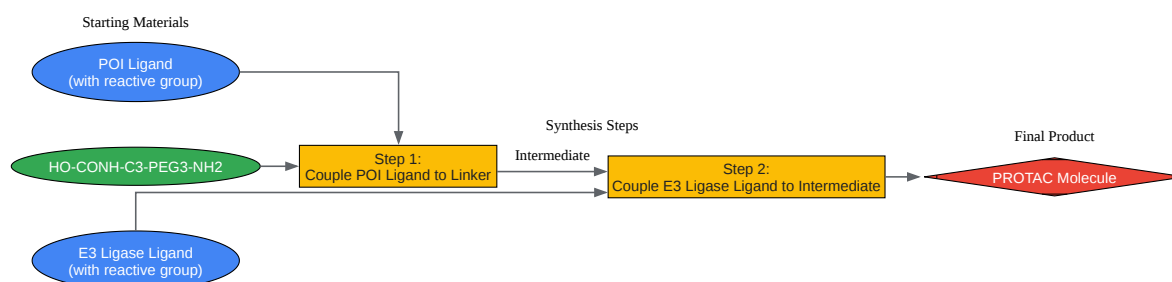 Starting Materials
POI Ligand
(with reactive group)
HO-CONH-C3-PEG3-NH2
E3 Ligase Ligand
(with reactive group)
Step 1:
Couple POI Ligand to Linker
Synthesis Steps
Intermediate
Step 2:
Couple E3 Ligase Ligand to Intermediate
Final Product
PROTAC Molecule